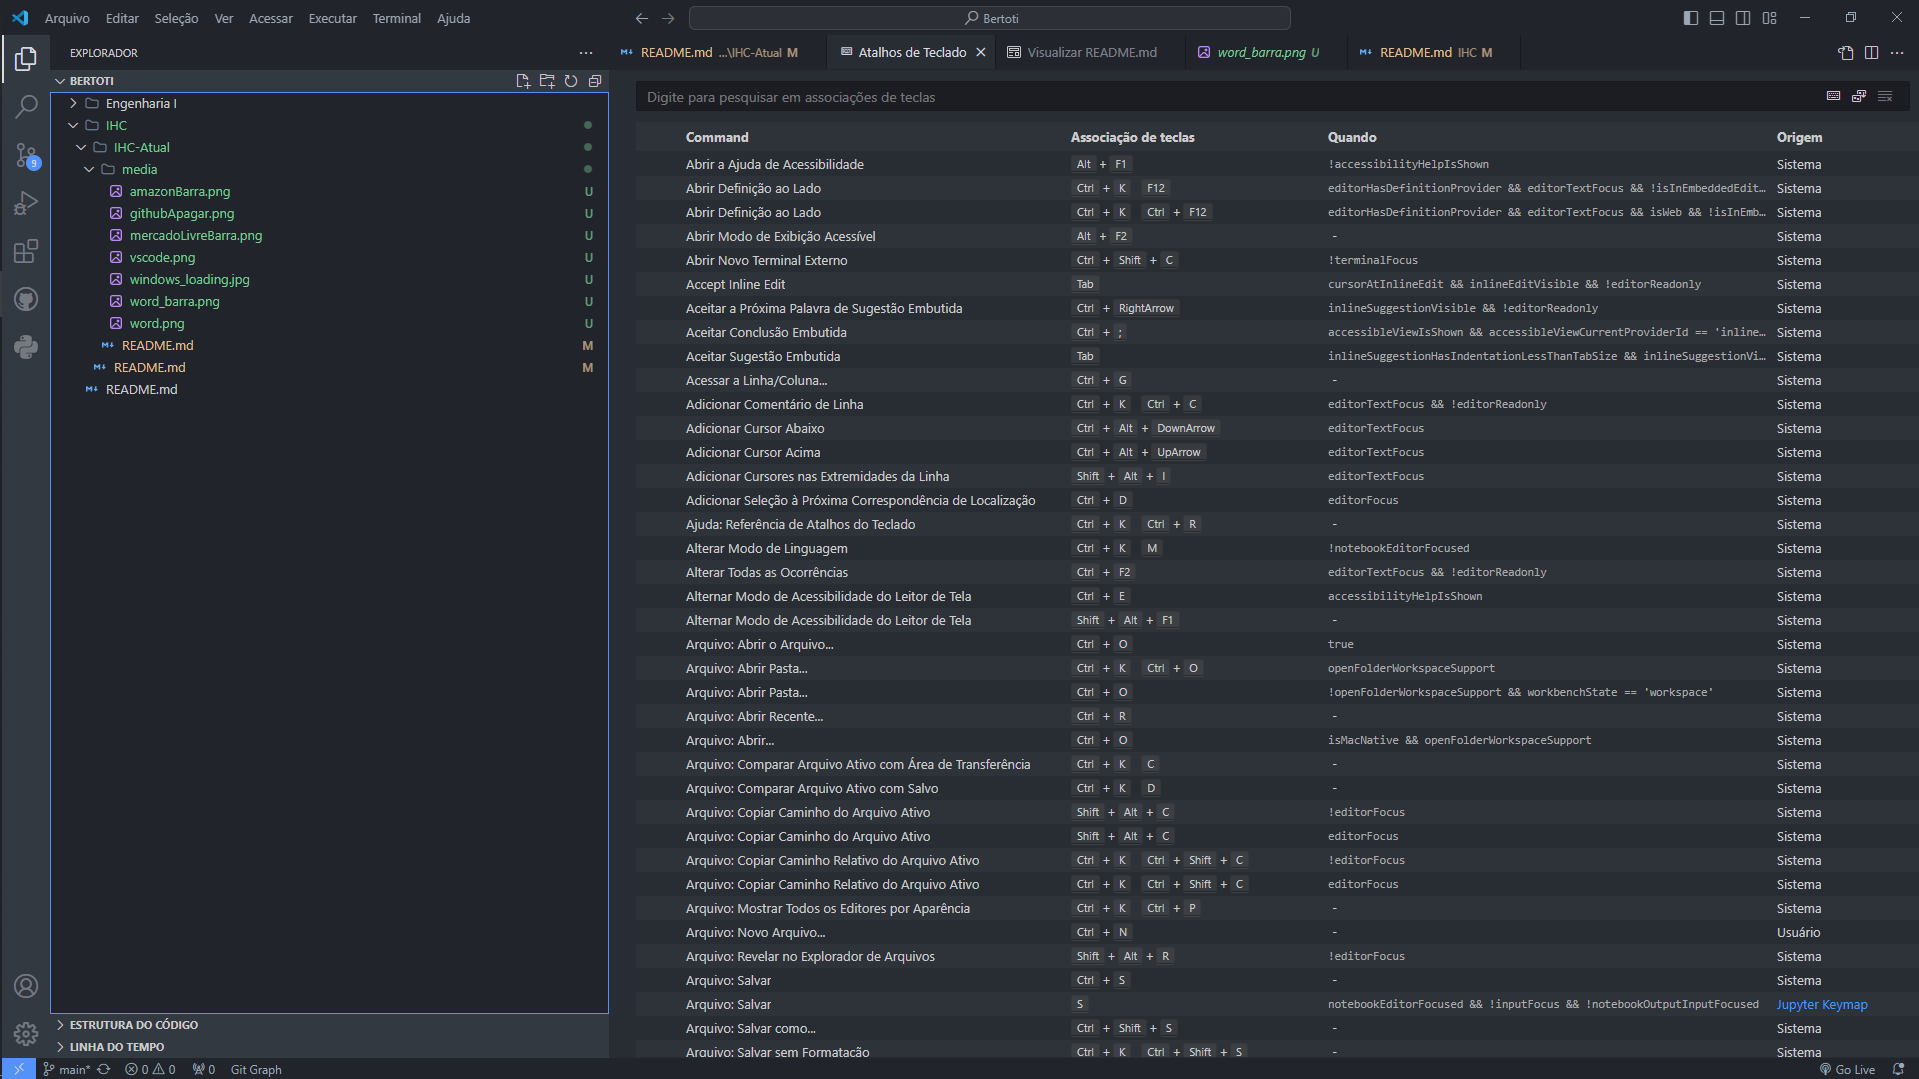 Arquivo Editar Seleção Ver Acessar Executar Terminal Ajuda
Bertoti
EXPLORADOR
BERTOTI
Engenharia I
IHC
IHC-Atual
media
amazonBarra.png U
githubApagar.png U
mercadoLivreBarra.png U
vscode.png U
windows_loading.jpg U
word_barra.png U
word.png U
README.md M
README.md M
README.md
ESTRUTURA DO CÓDIGO
LINHA DO TEMPO
9
README.md ...\IHC-Atual M Atalhos de Teclado Visualizar README.md word_barra.png U README.md IHC M
Digite para pesquisar em associações de teclas
Command Associação de teclas Quando Origem
Abrir a Ajuda de Acessibilidade Alt + F1 !accessibilityHelpIsShown Sistema
Abrir Definição ao Lado Ctrl + K F12 editorHasDefinitionProvider && editorTextFocus && !isInEmbeddedEdit... Sistema
Abrir Definição ao Lado Ctrl + K Ctrl + F12 editorHasDefinitionProvider && editorTextFocus && isWeb && !isInEmb... Sistema
Abrir Modo de Exibição Acessível Alt + F2 - Sistema
Abrir Novo Terminal Externo Ctrl + Shift + C !terminalFocus Sistema
Accept Inline Edit Tab cursorAtInlineEdit && inlineEditVisible && !editorReadonly Sistema
Aceitar a Próxima Palavra de Sugestão Embutida Ctrl + RightArrow inlineSuggestionVisible && !editorReadonly Sistema
Aceitar Conclusão Embutida Ctrl + ; accessibleViewIsShown && accessibleViewCurrentProviderId == 'inline... Sistema
Aceitar Sugestão Embutida Tab inlineSuggestionHasIndentationLessThanTabSize && inlineSuggestionVi... Sistema
Acessar a Linha/Coluna... Ctrl + G - Sistema
Adicionar Comentário de Linha Ctrl + K Ctrl + C editorTextFocus && !editorReadonly Sistema
Adicionar Cursor Abaixo Ctrl + Alt + DownArrow editorTextFocus Sistema
Adicionar Cursor Acima Ctrl + Alt + UpArrow editorTextFocus Sistema
Adicionar Cursores nas Extremidades da Linha Shift + Alt + I editorTextFocus Sistema
Adicionar Seleção à Próxima Correspondência de Localização Ctrl + D editorFocus Sistema
Ajuda: Referência de Atalhos do Teclado Ctrl + K Ctrl + R - Sistema
Alterar Modo de Linguagem Ctrl + K M !notebookEditorFocused Sistema
Alterar Todas as Ocorrências Ctrl + F2 editorTextFocus && !editorReadonly Sistema
Alternar Modo de Acessibilidade do Leitor de Tela Ctrl + E accessibilityHelpIsShown Sistema
Alternar Modo de Acessibilidade do Leitor de Tela Shift + Alt + F1 - Sistema
Arquivo: Abrir o Arquivo... Ctrl + O true Sistema
Arquivo: Abrir Pasta... Ctrl + K Ctrl + O openFolderWorkspaceSupport Sistema
Arquivo: Abrir Pasta... Ctrl + O !openFolderWorkspaceSupport && workbenchState == 'workspace' Sistema
Arquivo: Abrir Recente... Ctrl + R - Sistema
Arquivo: Abrir... Ctrl + O isMacNative && openFolderWorkspaceSupport Sistema
Arquivo: Comparar Arquivo Ativo com Área de Transferência Ctrl + K C - Sistema
Arquivo: Comparar Arquivo Ativo com Salvo Ctrl + K D - Sistema
Arquivo: Copiar Caminho do Arquivo Ativo Shift + Alt + C !editorFocus Sistema
Arquivo: Copiar Caminho do Arquivo Ativo Shift + Alt + C editorFocus Sistema
Arquivo: Copiar Caminho Relativo do Arquivo Ativo Ctrl + K Ctrl + Shift + C !editorFocus Sistema
Arquivo: Copiar Caminho Relativo do Arquivo Ativo Ctrl + K Ctrl + Shift + C editorFocus Sistema
Arquivo: Mostrar Todos os Editores por Aparência Ctrl + K Ctrl + P - Sistema
Arquivo: Novo Arquivo... Ctrl + N - Usuário
Arquivo: Revelar no Explorador de Arquivos Shift + Alt + R !editorFocus Sistema
Arquivo: Salvar Ctrl + S - Sistema
Arquivo: Salvar S notebookEditorFocused && !inputFocus && !notebookOutputInputFocused Jupyter Keymap
Arquivo: Salvar como... Ctrl + Shift + S - Sistema
Arquivo: Salvar sem Formatação Ctrl + K Ctrl + Shift + S - Sistema
main* 0 0 0 Git Graph Go Live